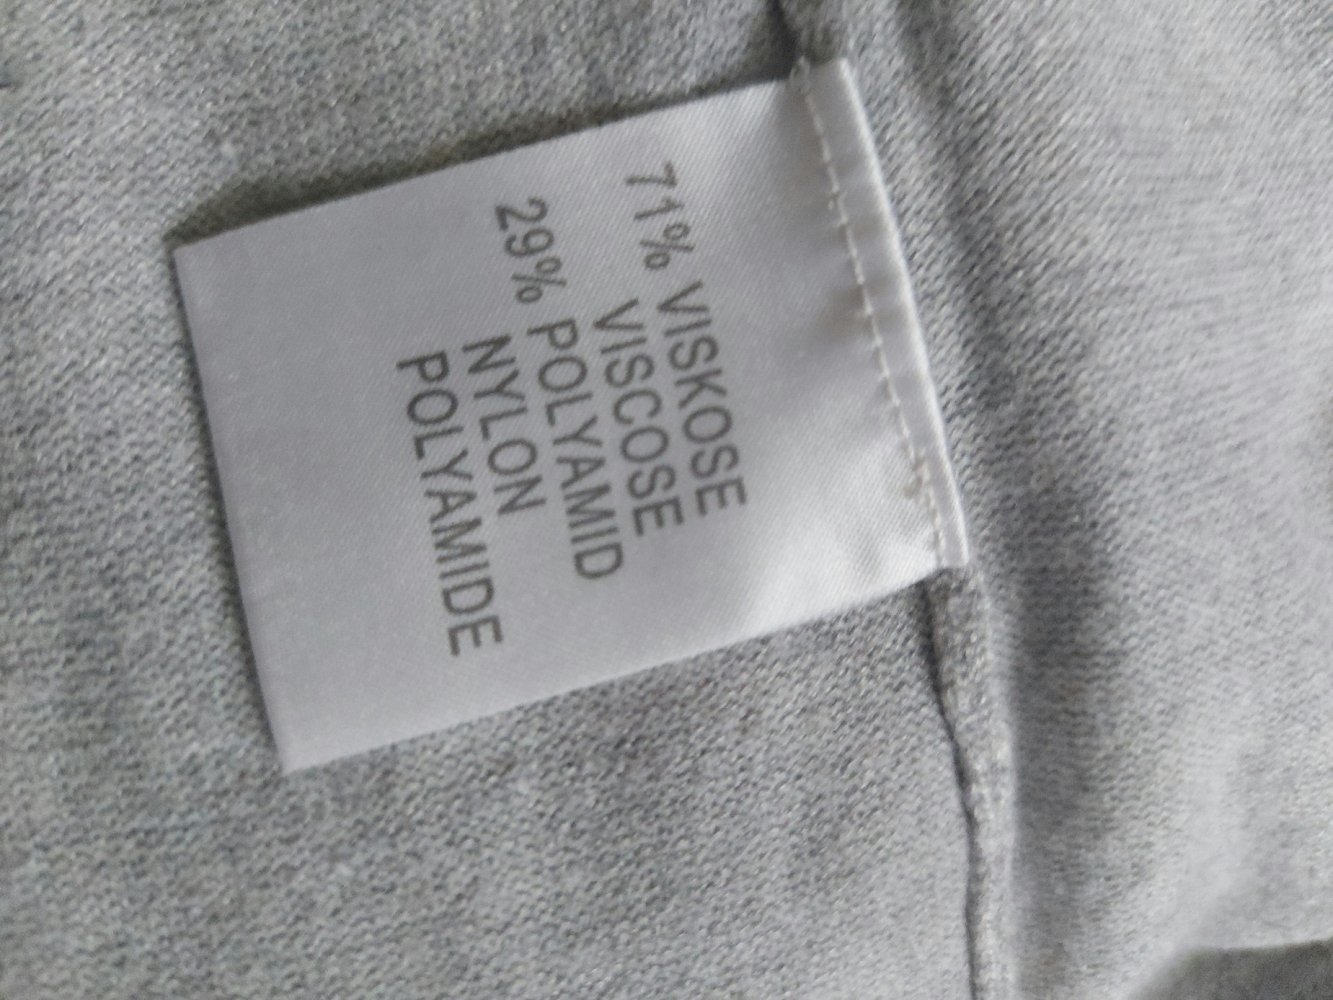 71% VISKOSE
VISCOSE
29% POLYAMID
NYLON
POLYAMIDE